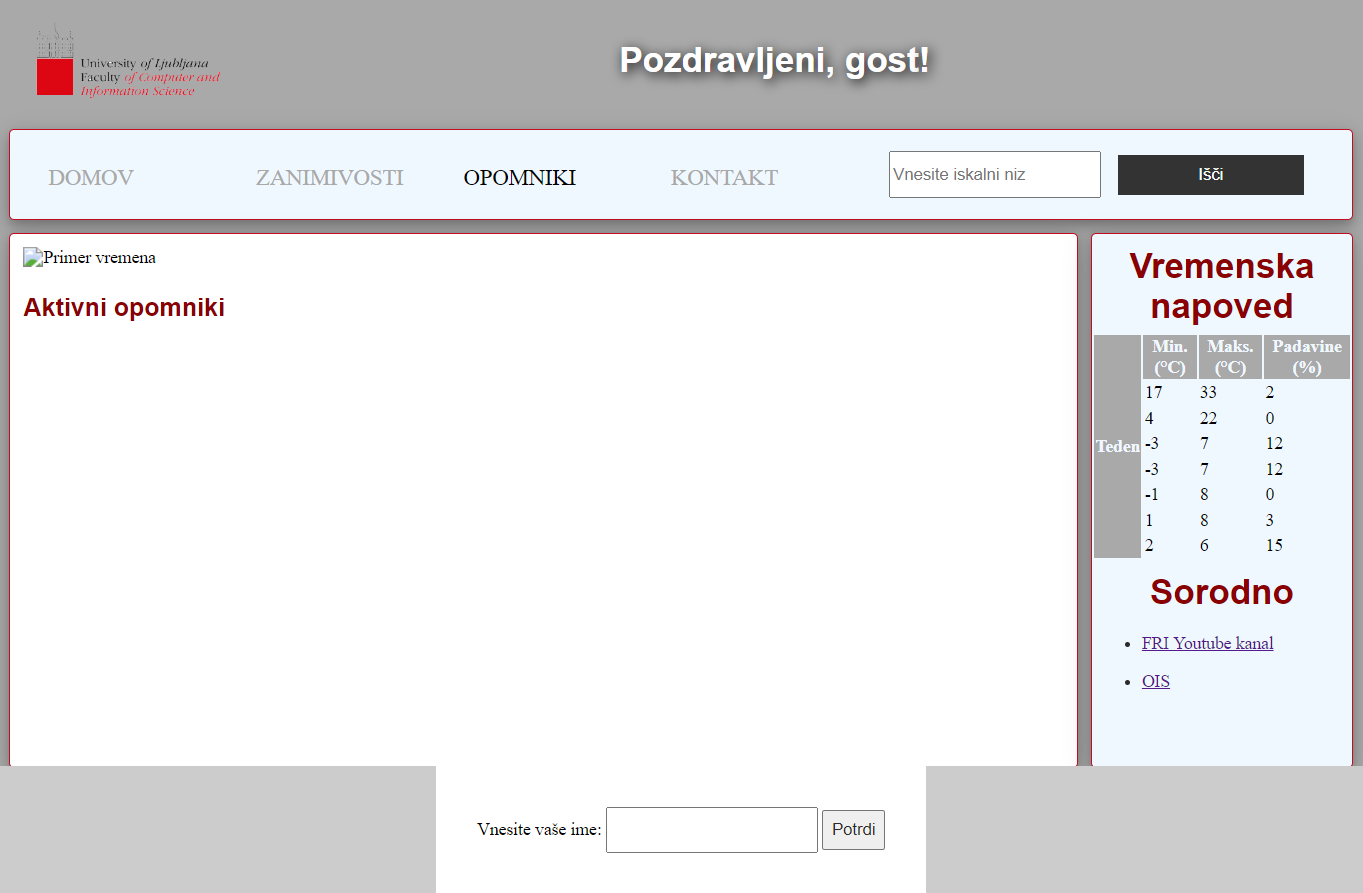 University of Ljubljana
Faculty of Computer and
Information Science
Pozdravljeni, gost!
DOMOV ZANIMIVOSTI OPOMNIKI KONTAKT Vnesite iskalni niz Išči
Primer vremena
Aktivni opomniki
Vremenska
napoved
Teden
Min. Maks. Padavine
(°C) (°C) (%)
17 33 2
4 22 0
-3 7 12
-3 7 12
-1 8 0
1 8 3
2 6 15
Sorodno
FRI Youtube kanal
OIS
Vnesite vaše ime: Potrdi